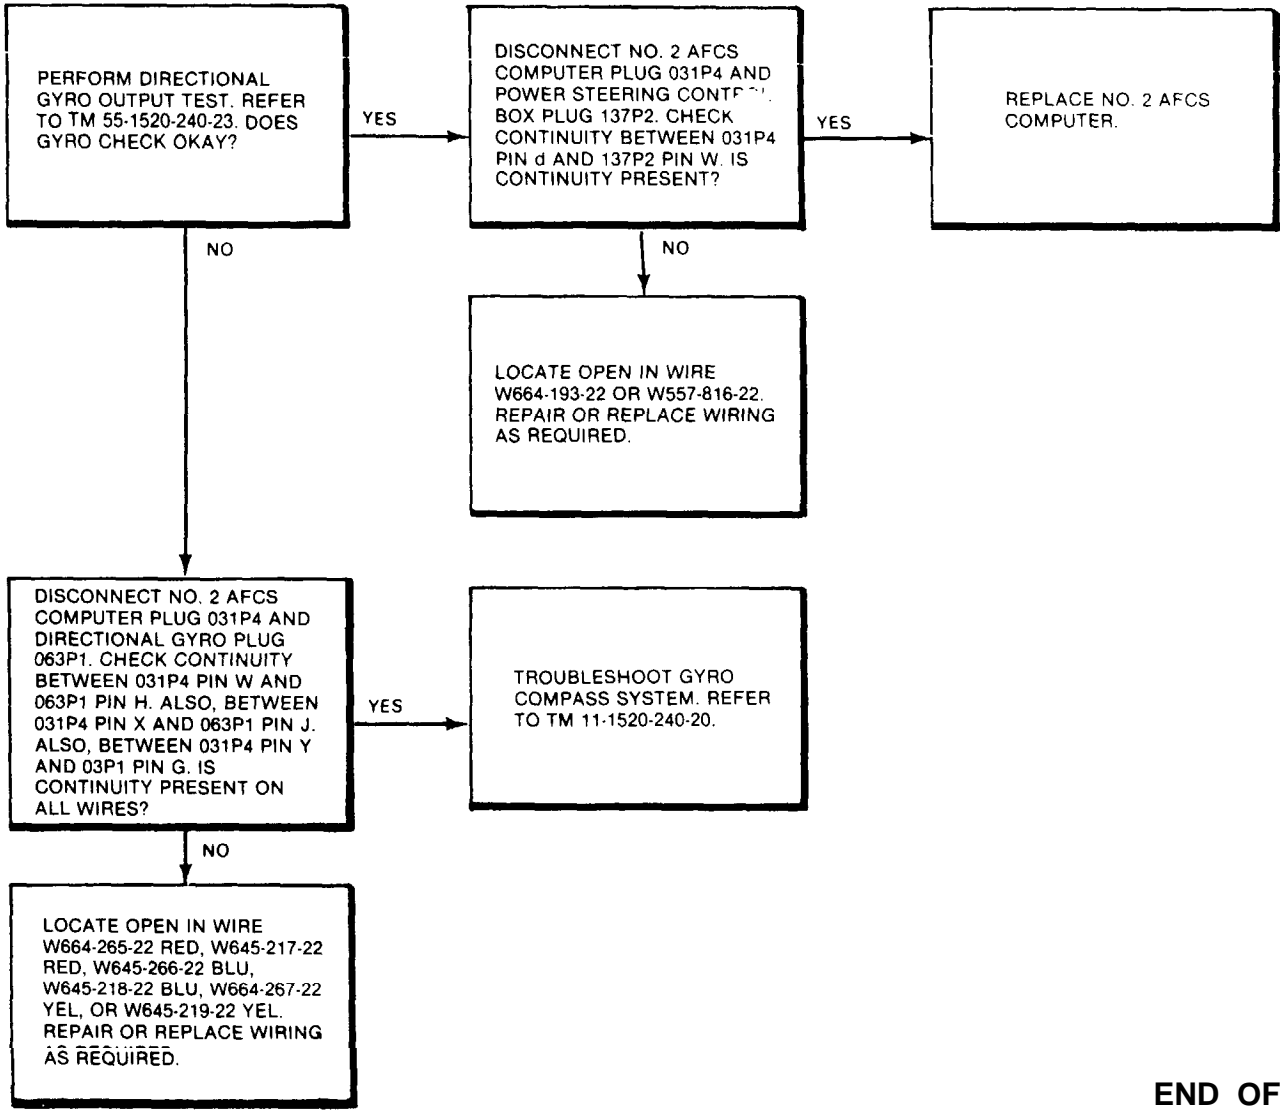 PERFORM DIRECTIONAL
GYRO OUTPUT TEST. REFER
TO TM 55-1520-240-23. DOES
GYRO CHECK OKAY?
YES
DISCONNECT NO. 2 AFCS
COMPUTER PLUG 031P4 AND
POWER STEERING
BOX PLUG 137P2. CHECK
CONTINUITY BETWEEN 031P4
PIN d AND 137P2 PIN W. IS
CONTINUITY PRESENT?
YES
REPLACE NO. 2 AFCS
COMPUTER.
NO
NO
LOCATE OPEN IN WIRE
W664-193-22 OR W557-816-22.
REPAIR OR REPLACE WIRING
AS REQUIRED.
DISCONNECT NO. 2 AFCS
COMPUTER PLUG 031P4 AND
DIRECTIONAL GYRO PLUG
063P1. CHECK CONTINUITY
BETWEEN 031P4 PIN W AND
063P1 PIN H. ALSO, BETWEEN
031P4 PIN X AND 063P1 PIN J.
ALSO, BETWEEN 031P4 PIN Y
AND 03P1 PIN G. IS
CONTINUITY PRESENT ON
ALL WIRES?
YES
TROUBLESHOOT GYRO
COMPASS SYSTEM. REFER
TO TM 11-1520-240-20.
NO
LOCATE OPEN IN WIRE
W664-265-22 RED, W645-217-22
RED, W645-266-22 BLU,
W645-218-22 BLU, W664-267-22
YEL, OR W645-219-22 YEL.
REPAIR OR REPLACE WIRING
AS REQUIRED.
END OF